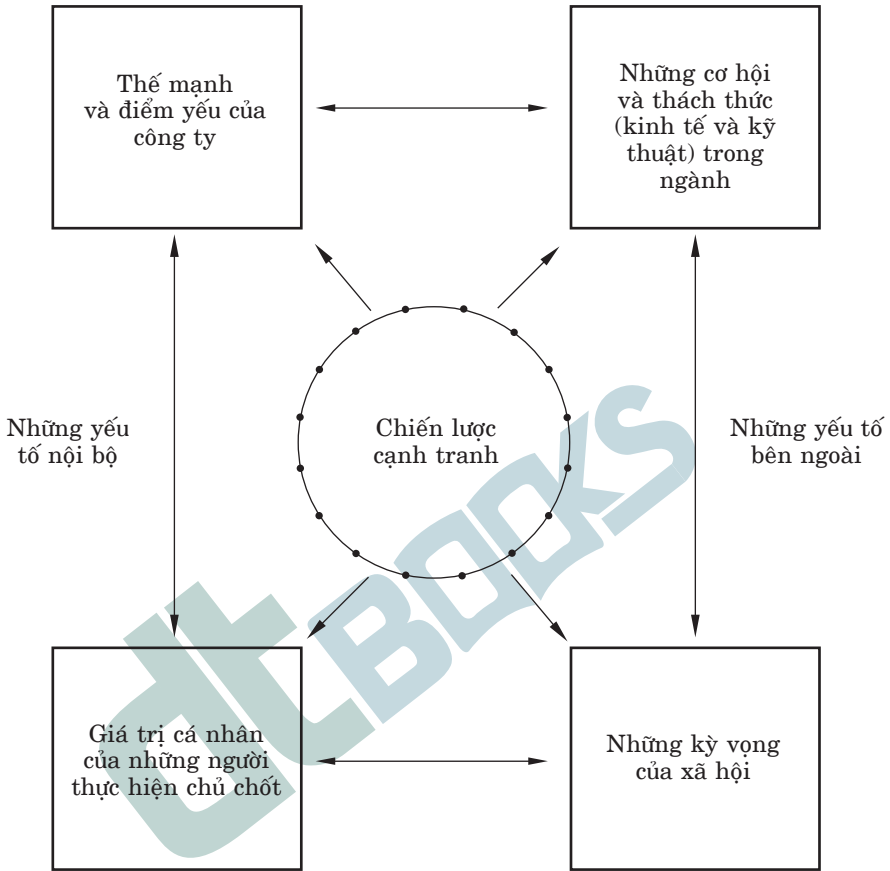 Thế mạnh
và điểm yếu của
công ty
Những cơ hội
và thách thức
(kinh tế và kỹ
thuật) trong
ngành
Những yếu
tố nội bộ
Chiến lược
cạnh tranh
Những yếu tố
bên ngoài
Giá trị cá nhân
của những người
thực hiện chủ chốt
Những kỳ vọng
của xã hội
dtBOOKS